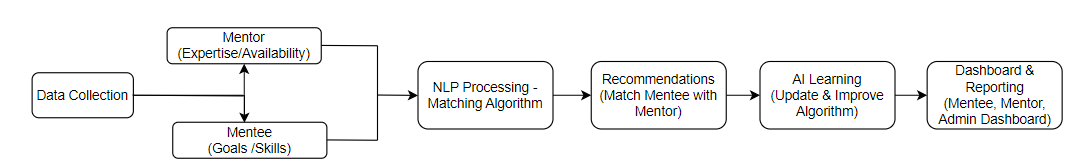 Data Collection
Mentor
(Expertise/Availability)
Mentee
(Goals /Skills)
NLP Processing -
Matching Algorithm
Recommendations
(Match Mentee with
Mentor)
AI Learning
(Update & Improve
Algorithm)
Dashboard &
Reporting
(Mentee, Mentor,
Admin Dashboard)